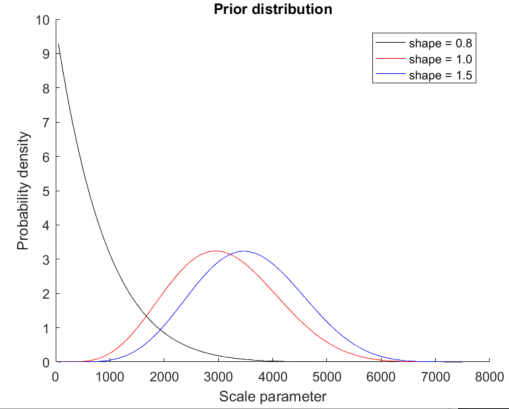 Prior distribution
10
9
8
7
6
5
4
3
2
1
0
Probability density
shape = 0.8
shape = 1.0
shape = 1.5
0 1000 2000 3000 4000 5000 6000 7000 8000
Scale parameter